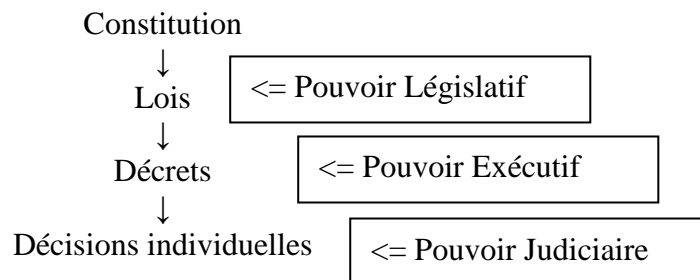 Constitution
↓
Lois <= Pouvoir Législatif
↓
Décrets <= Pouvoir Exécutif
↓
Décisions individuelles <= Pouvoir Judiciaire